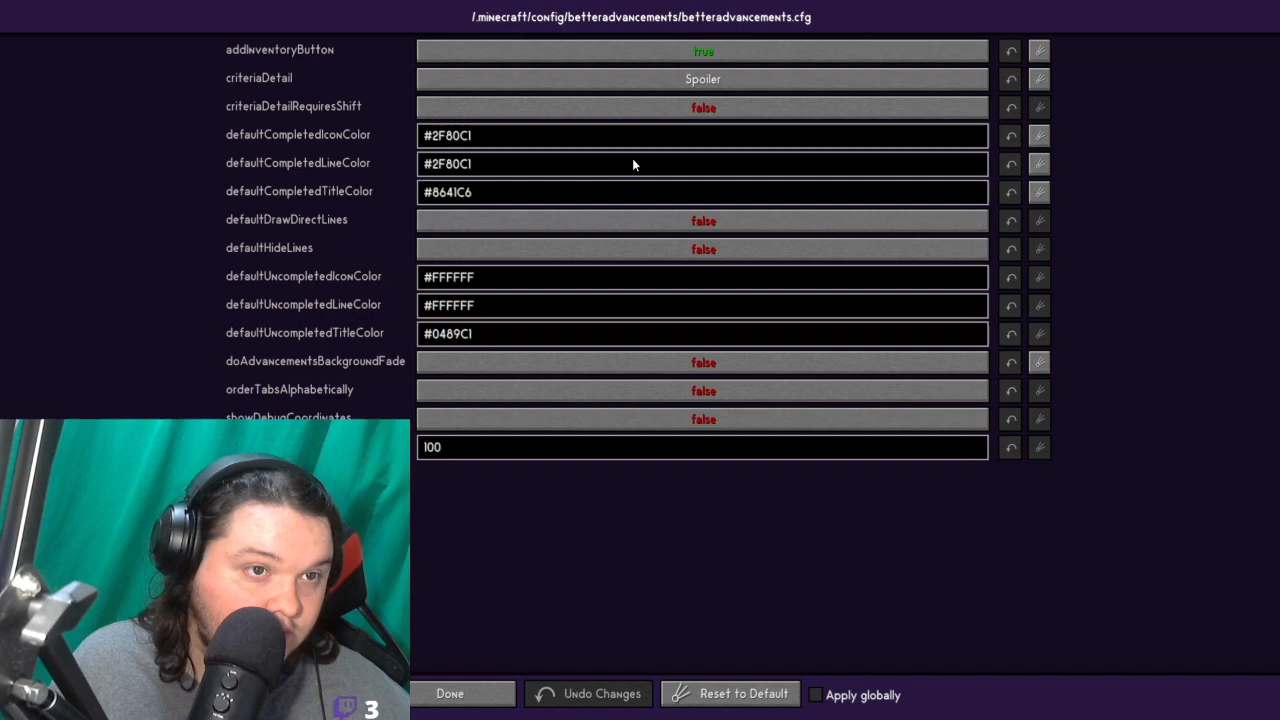 /.minecraft/config/betteradvancements/betteradvancements.cfg
addInventoryButton true
criteriaDetail Spoiler
criteriaDetailRequiresShift false
defaultCompletedIconColor #2F80C1
defaultCompletedLineColor #2F80C1
defaultCompletedTitleColor #8641C6
defaultDrawDirectLines false
defaultHideLines false
defaultUncompletedIconColor #FFFFFF
defaultUncompletedLineColor #FFFFFF
defaultUncompletedTitleColor #0489C1
doAdvancementsBackgroundFade false
orderTabsAlphabetically false
showDebugCoordinates false
100
Done Undo Changes Reset to Default Apply globally
3